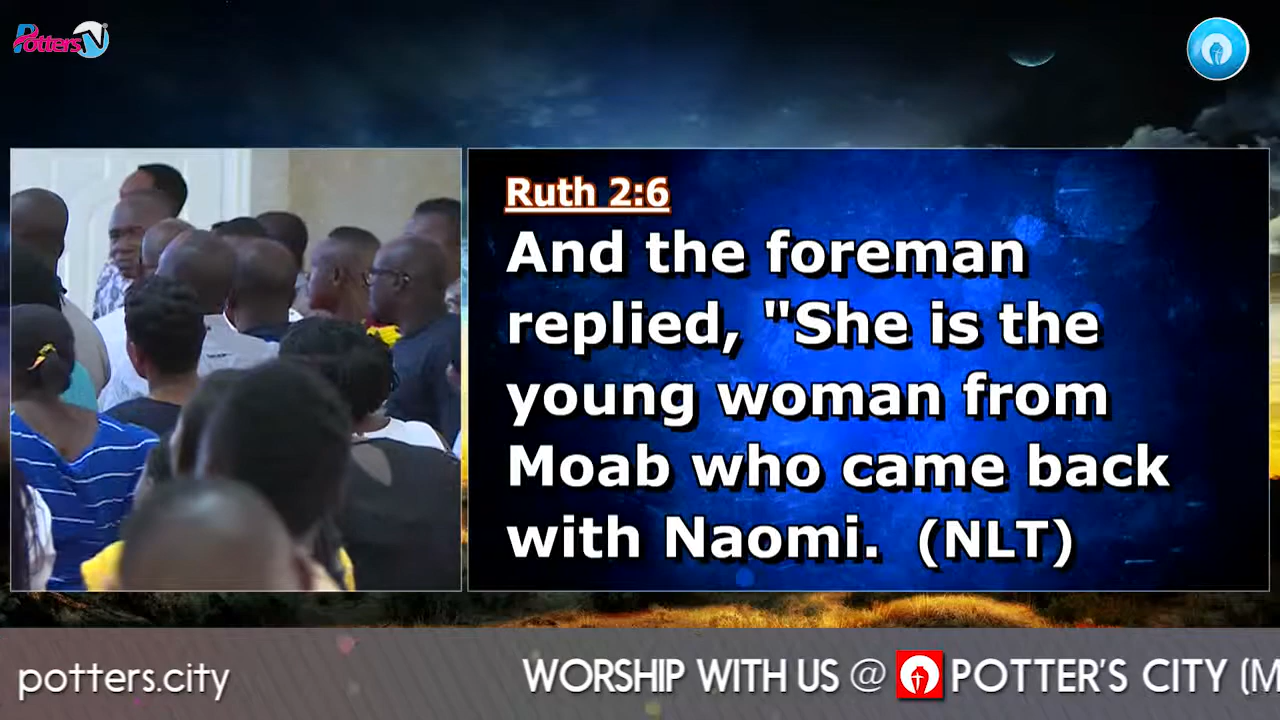 PottersTV
Ruth 2:6
And the foreman
replied, "She is the
young woman from
Moab who came back
with Naomi. (NLT)
potters.city
WORSHIP WITH US @ POTTER'S CITY (M